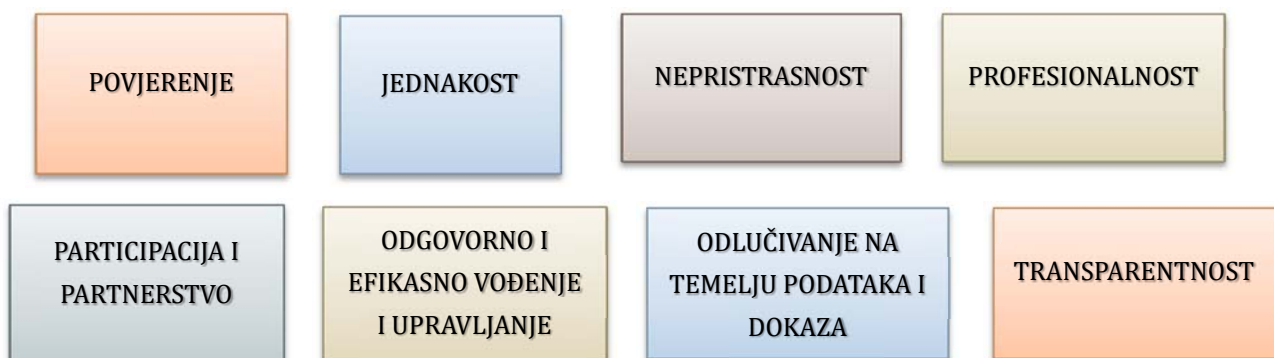 POVJERENJE
JEDNAKOST
NEPRISTRASNOST
PROFESIONALNOST
PARTICIPACIJA I
PARTNERSTVO
ODGOVORNO I
EFIKASNO VOĐENJE
I UPRAVLJANJE
ODLUČIVANJE NA
TEMELJU PODATAKA I
DOKAZA
TRANSPARENTNOST